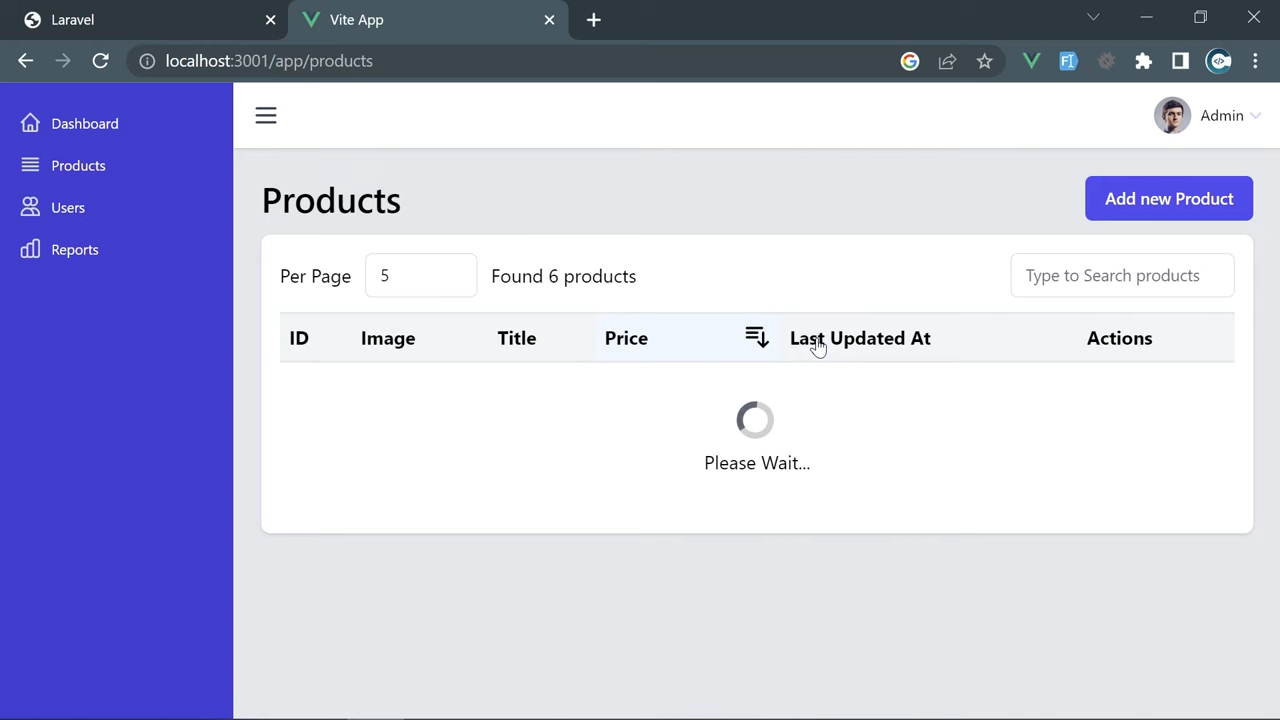 Laravel
Vite App
localhost:3001/app/products
Dashboard
Products
Users
Reports
Admin
Products
Add new Product
Per Page 5 Found 6 products Type to Search products
ID Image Title Price Last Updated At Actions
Please Wait...